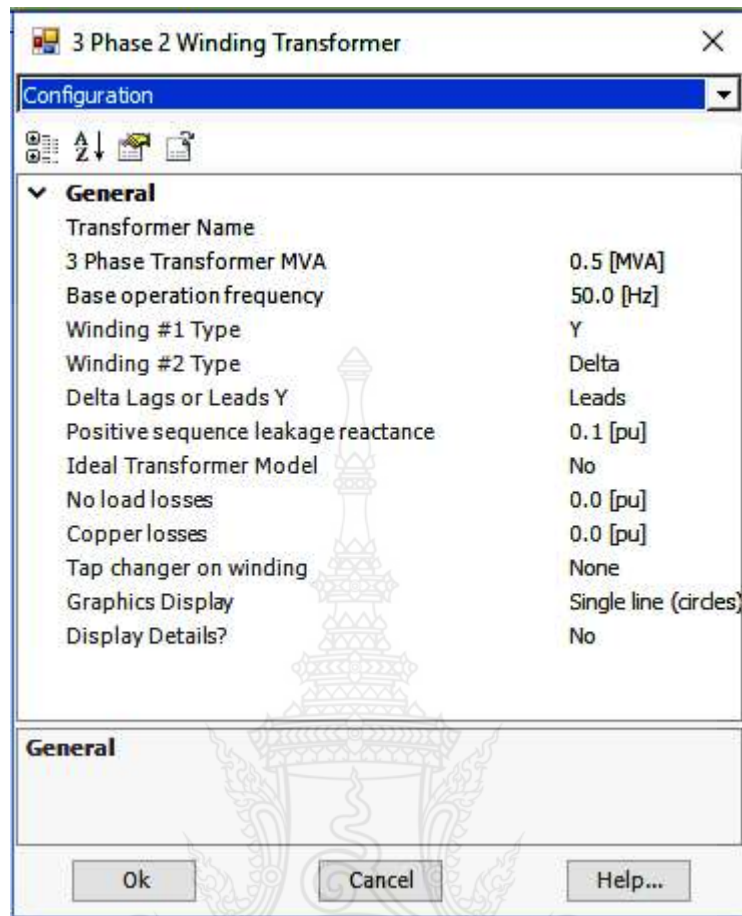 3 Phase 2 Winding Transformer
Configuration
General
Transformer Name
3 Phase Transformer MVA 0.5 [MVA]
Base operation frequency 50.0 [Hz]
Winding #1 Type Y
Winding #2 Type Delta
Delta Lags or Leads Y Leads
Positive sequence leakage reactance 0.1 [pu]
Ideal Transformer Model No
No load losses 0.0 [pu]
Copper losses 0.0 [pu]
Tap changer on winding None
Graphics Display Single line (circles)
Display Details? No
General
Ok Cancel Help...